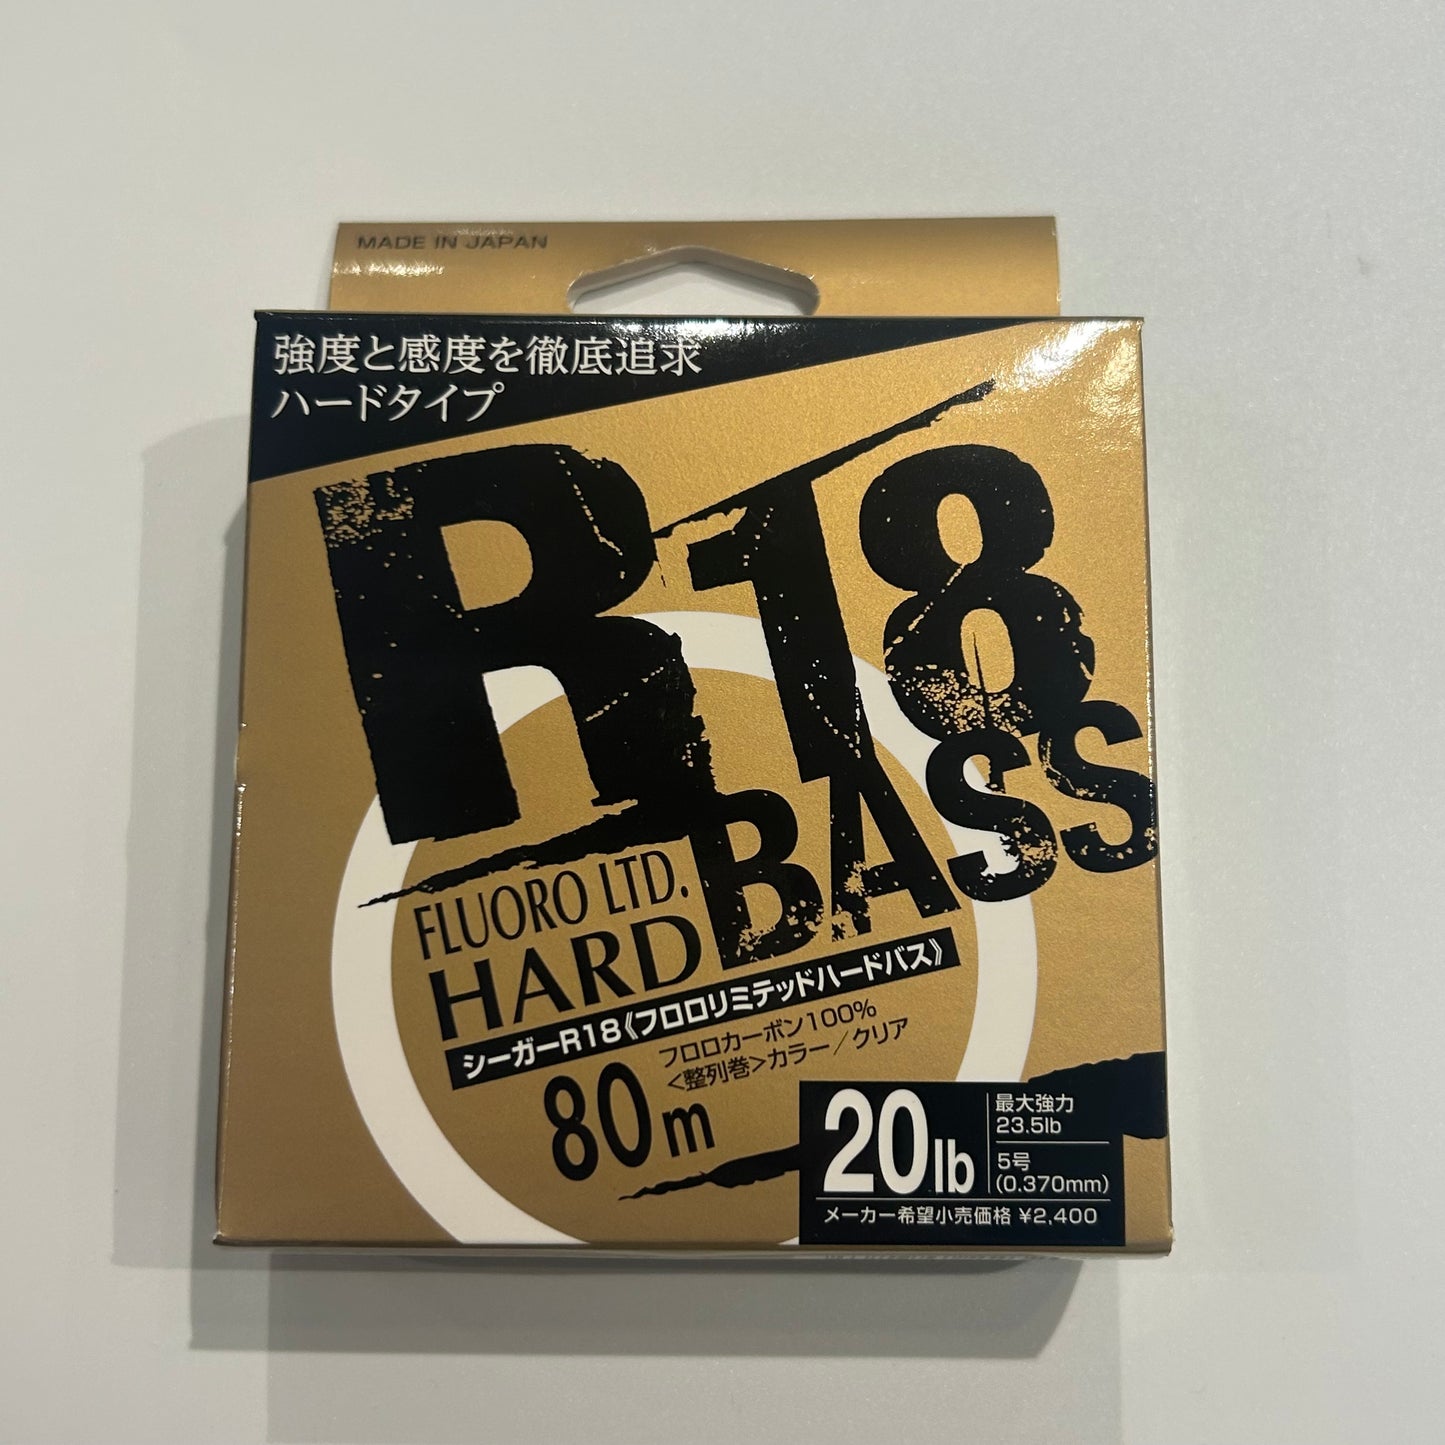 MADE IN JAPAN
強度と感度を徹底追求
ハードタイプ
R18
BASS
FLUORO LTD.
HARD
シーガーR18《フロロリミテッドハードバス》
フロロカーボン100%
<整列巻>カラー/クリア
80m
20lb
最大強力
23.5lb
5号
(0.370mm)
メーカー希望小売価格 ¥2,400